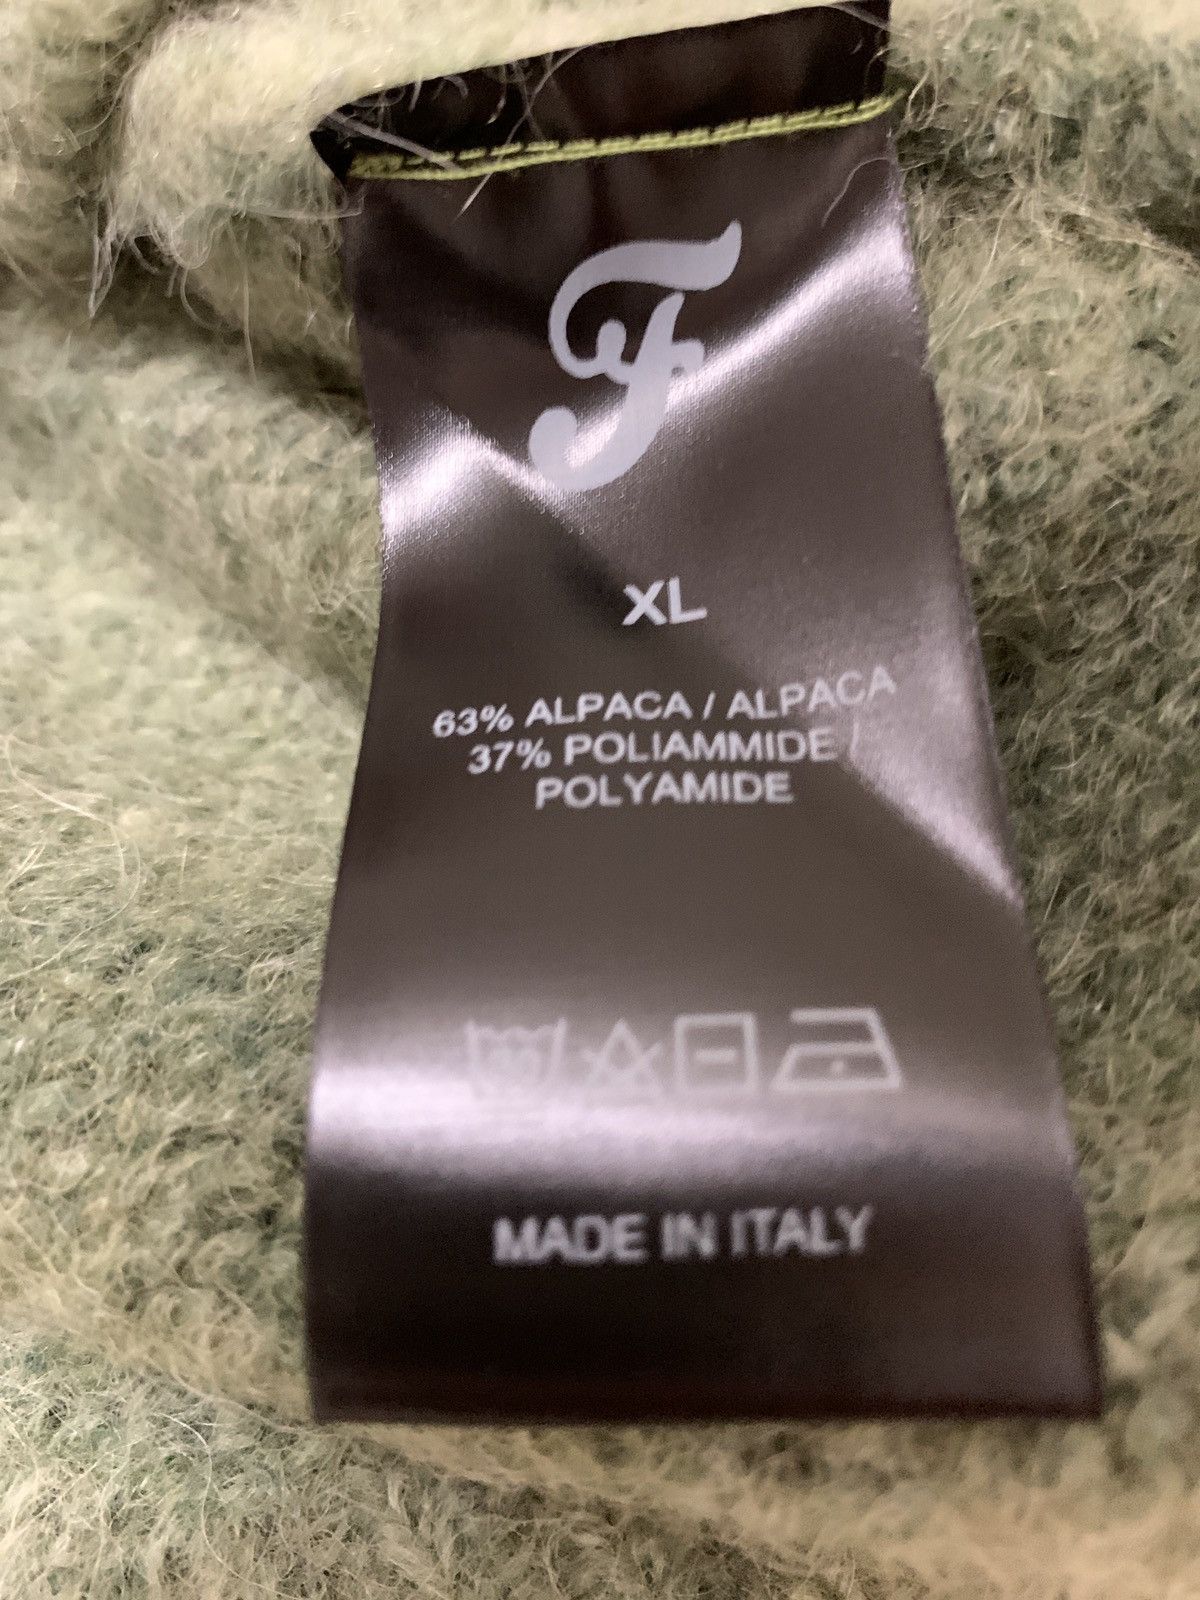 F
XL
63% ALPACA / ALPACA
37% POLIAMMIDE /
POLYAMIDE
MADE IN ITALY